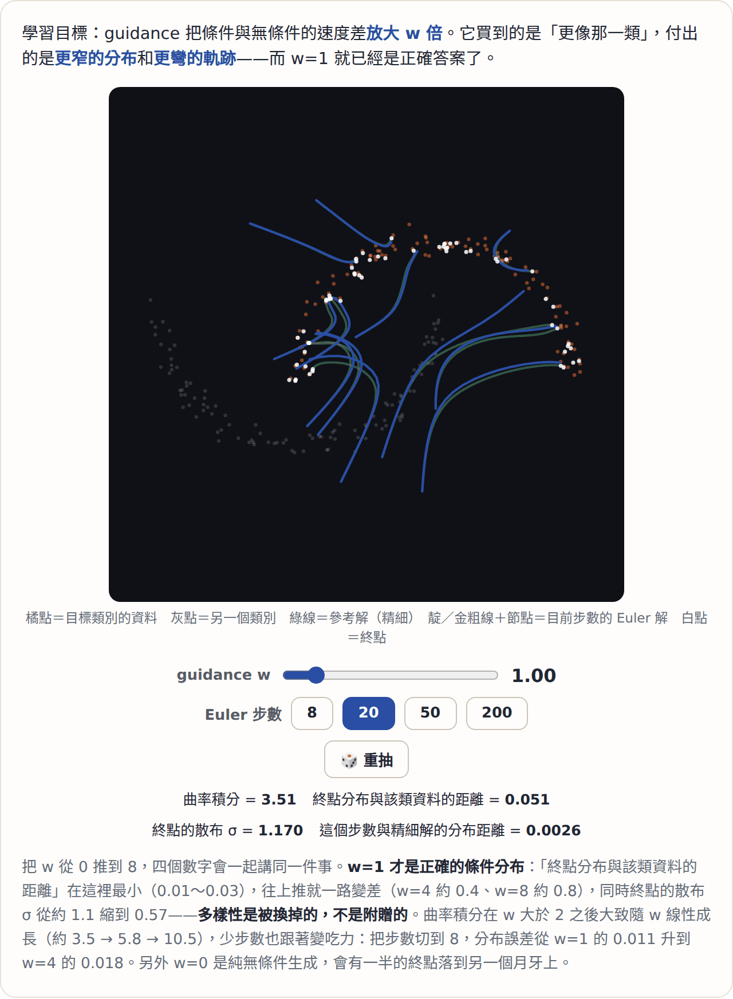 學習目標：guidance 把條件與無條件的速度差放大 w 倍。它買到的是「更像那一類」，付出
的是更窄的分布和更彎的軌跡——而 w=1 就已經是正確答案了。
橘點＝目標類別的資料　灰點＝另一個類別　綠線＝參考解（精細）　靛／金粗線＋節點＝目前步數的 Euler 解　白點
＝終點
guidance w 1.00
Euler 步數 8 20 50 200
🎲 重抽
曲率積分 = 3.51　終點分布與該類資料的距離 = 0.051
終點的散布 σ = 1.170　這個步數與精細解的分布距離 = 0.0026
把 w 從 0 推到 8，四個數字會一起講同一件事。w=1 才是正確的條件分布：「終點分布與該類資料的
距離」在這裡最小（0.01～0.03），往上推就一路變差（w=4 約 0.4、w=8 約 0.8），同時終點的散布
σ 從約 1.1 縮到 0.57——多樣性是被換掉的，不是附贈的。曲率積分在 w 大於 2 之後大致隨 w 線性成
長（約 3.5 → 5.8 → 10.5），少步數也跟著變吃力：把步數切到 8，分布誤差從 w=1 的 0.011 升到
w=4 的 0.018。另外 w=0 是純無條件生成，會有一半的終點落到另一個月牙上。